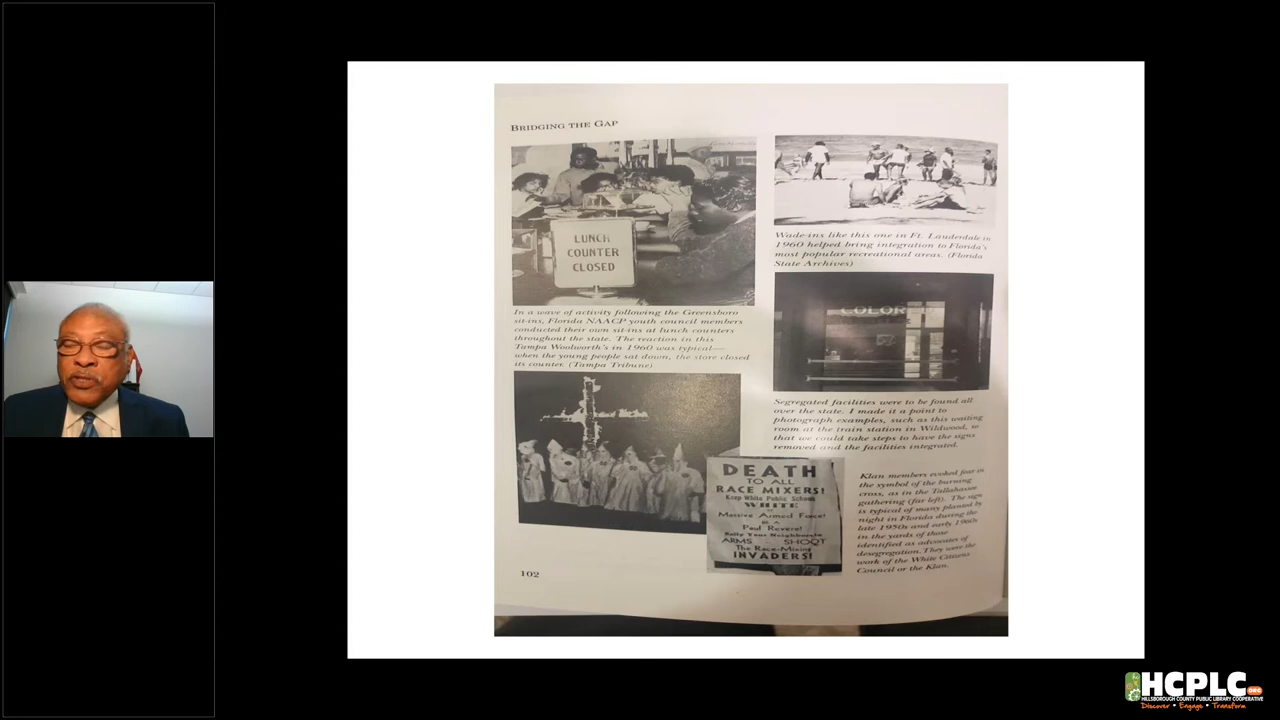 BRIDGING THE GAP
LUNCH
COUNTER
CLOSED
In a wave of activity following the Greensboro
sit-ins, Florida NAACP youth council members
conducted their own sit-ins at lunch counters
throughout the state. The reaction in this
Tampa Woolworth's in 1960 was typical—
when the young people sat down, the store closed
its counter. (Tampa Tribune)
Wade-ins like this one in Ft. Lauderdale in
1960 helped bring integration to Florida's
most popular recreational areas. (Florida
State Archives)
COLORED
Segregated facilities were to be found all
over the state. I made it a point to
photograph examples, such as this waiting
room at the train station in Wildwood, so
that we could take steps to have the signs
removed and the facilities integrated.
DEATH
TO ALL
RACE MIXERS!
Keep White Public Schools
WHITE
Massive Armed Force!
Paul Revere!
Rally Your Neighbors
ARMS SHOOT
The Race-Mixing
INVADERS!
Klan members evoked fear in
the symbol of the burning
cross, as in the Tallahassee
gathering (far left). The sign
is typical of many planted by
night in Florida during the
late 1950s and early 1960s
in the yards of those
identified as advocates of
desegregation. They were the
work of the White Citizens
Council or the Klan.
102
HCPLC.ORG
HILLSBOROUGH COUNTY PUBLIC LIBRARY COOPERATIVE
Discover • Engage • Transform